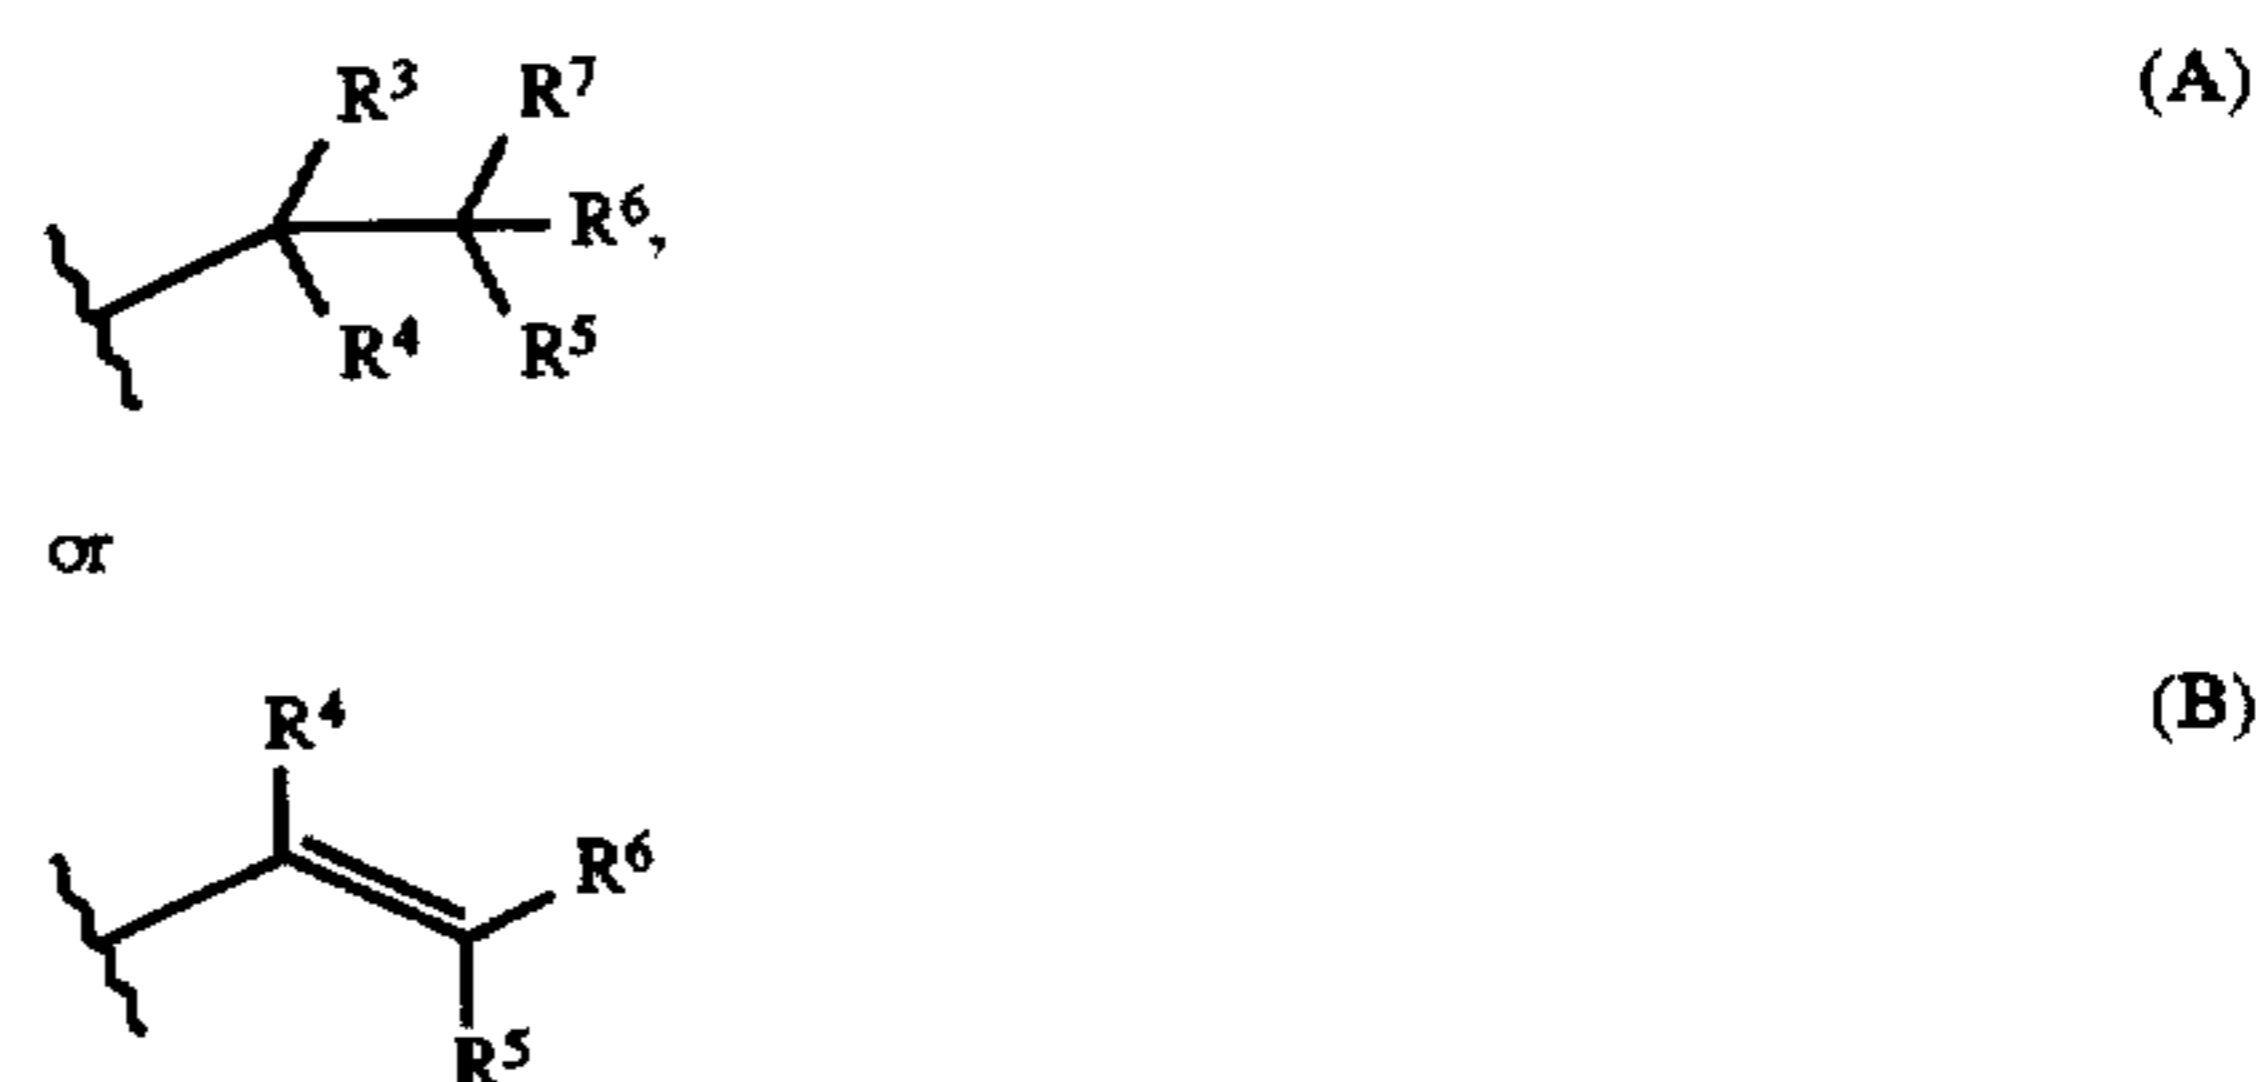 R³ R⁷ (A)
R⁶,
R⁴ R⁵
or
R⁴ (B)
R⁶
R⁵